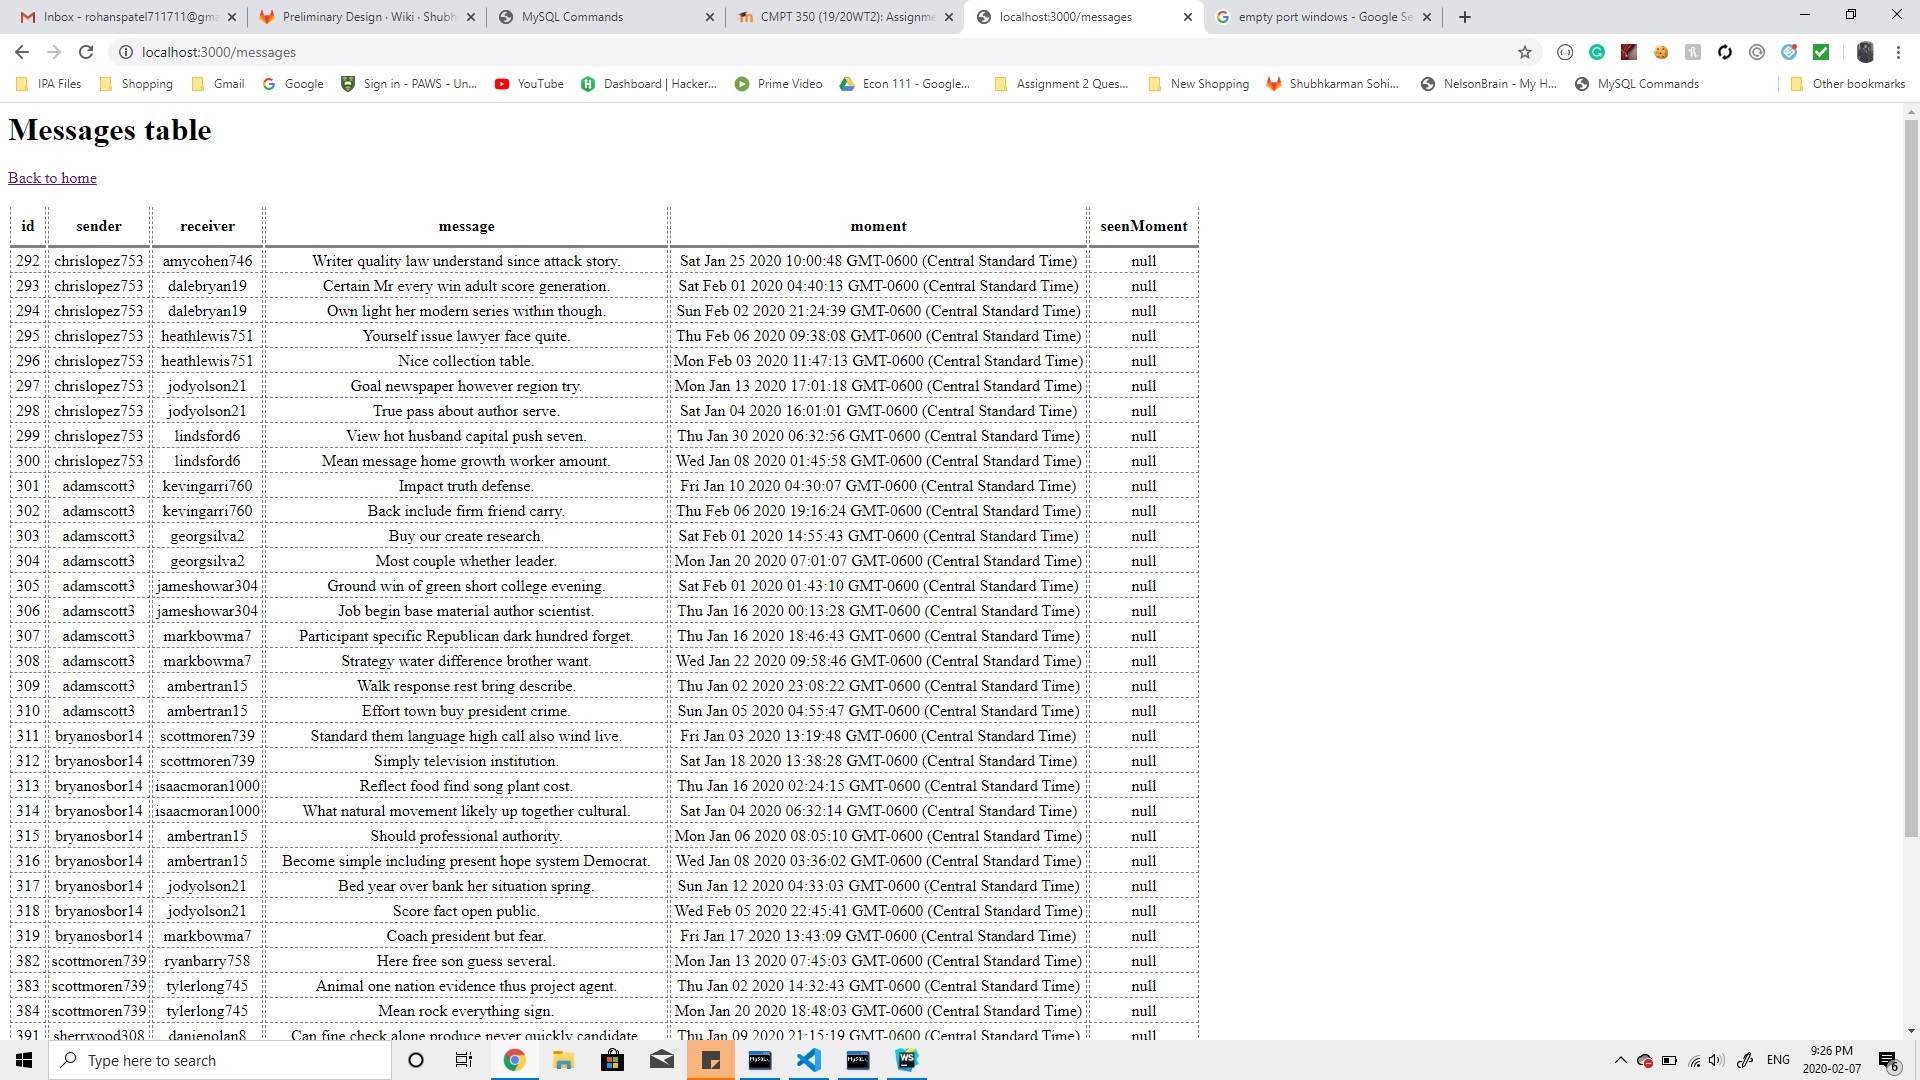 Inbox - rohanspatel711711@gma
Preliminary Design · Wiki · Shubh
MySQL Commands
CMPT 350 (19/20WT2): Assignme
localhost:3000/messages
empty port windows - Google Se
localhost:3000/messages
IPA Files
Shopping
Gmail
Google
Sign in - PAWS - Un...
YouTube
Dashboard | Hacker...
Prime Video
Econ 111 - Google...
Assignment 2 Ques...
New Shopping
Shubhkarman Sohi...
NelsonBrain - My H...
MySQL Commands
Other bookmarks
Messages table
Back to home
id sender receiver message moment seenMoment
292 chrislopez753 amycohen746 Writer quality law understand since attack story. Sat Jan 25 2020 10:00:48 GMT-0600 (Central Standard Time) null
293 chrislopez753 dalebryan19 Certain Mr every win adult score generation. Sat Feb 01 2020 04:40:13 GMT-0600 (Central Standard Time) null
294 chrislopez753 dalebryan19 Own light her modern series within though. Sun Feb 02 2020 21:24:39 GMT-0600 (Central Standard Time) null
295 chrislopez753 heathlewis751 Yourself issue lawyer face quite. Thu Feb 06 2020 09:38:08 GMT-0600 (Central Standard Time) null
296 chrislopez753 heathlewis751 Nice collection table. Mon Feb 03 2020 11:47:13 GMT-0600 (Central Standard Time) null
297 chrislopez753 jodyolson21 Goal newspaper however region try. Mon Jan 13 2020 17:01:18 GMT-0600 (Central Standard Time) null
298 chrislopez753 jodyolson21 True pass about author serve. Sat Jan 04 2020 16:01:01 GMT-0600 (Central Standard Time) null
299 chrislopez753 lindsford6 View hot husband capital push seven. Thu Jan 30 2020 06:32:56 GMT-0600 (Central Standard Time) null
300 chrislopez753 lindsford6 Mean message home growth worker amount. Wed Jan 08 2020 01:45:58 GMT-0600 (Central Standard Time) null
301 adamscott3 kevingarri760 Impact truth defense. Fri Jan 10 2020 04:30:07 GMT-0600 (Central Standard Time) null
302 adamscott3 kevingarri760 Back include firm friend carry. Thu Feb 06 2020 19:16:24 GMT-0600 (Central Standard Time) null
303 adamscott3 georgsilva2 Buy our create research. Sat Feb 01 2020 14:55:43 GMT-0600 (Central Standard Time) null
304 adamscott3 georgsilva2 Most couple whether leader. Mon Jan 20 2020 07:01:07 GMT-0600 (Central Standard Time) null
305 adamscott3 jameshowar304 Ground win of green short college evening. Sat Feb 01 2020 01:43:10 GMT-0600 (Central Standard Time) null
306 adamscott3 jameshowar304 Job begin base material author scientist. Thu Jan 16 2020 00:13:28 GMT-0600 (Central Standard Time) null
307 adamscott3 markbowma7 Participant specific Republican dark hundred forget. Thu Jan 16 2020 18:46:43 GMT-0600 (Central Standard Time) null
308 adamscott3 markbowma7 Strategy water difference brother want. Wed Jan 22 2020 09:58:46 GMT-0600 (Central Standard Time) null
309 adamscott3 ambertran15 Walk response rest bring describe. Thu Jan 02 2020 23:08:22 GMT-0600 (Central Standard Time) null
310 adamscott3 ambertran15 Effort town buy president crime. Sun Jan 05 2020 04:55:47 GMT-0600 (Central Standard Time) null
311 bryanosbor14 scottmoren739 Standard them language high call also wind live. Fri Jan 03 2020 13:19:48 GMT-0600 (Central Standard Time) null
312 bryanosbor14 scottmoren739 Simply television institution. Sat Jan 18 2020 13:38:28 GMT-0600 (Central Standard Time) null
313 bryanosbor14 isaacmoran1000 Reflect food find song plant cost. Thu Jan 16 2020 02:24:15 GMT-0600 (Central Standard Time) null
314 bryanosbor14 isaacmoran1000 What natural movement likely up together cultural. Sat Jan 04 2020 06:32:14 GMT-0600 (Central Standard Time) null
315 bryanosbor14 ambertran15 Should professional authority. Mon Jan 06 2020 08:05:10 GMT-0600 (Central Standard Time) null
316 bryanosbor14 ambertran15 Become simple including present hope system Democrat. Wed Jan 08 2020 03:36:02 GMT-0600 (Central Standard Time) null
317 bryanosbor14 jodyolson21 Bed year over bank her situation spring. Sun Jan 12 2020 04:33:03 GMT-0600 (Central Standard Time) null
318 bryanosbor14 jodyolson21 Score fact open public. Wed Feb 05 2020 22:45:41 GMT-0600 (Central Standard Time) null
319 bryanosbor14 markbowma7 Coach president but fear. Fri Jan 17 2020 13:43:09 GMT-0600 (Central Standard Time) null
382 scottmoren739 ryanbarry758 Here free son guess several. Mon Jan 13 2020 07:45:03 GMT-0600 (Central Standard Time) null
383 scottmoren739 tylerlong745 Animal one nation evidence thus project agent. Thu Jan 02 2020 14:32:43 GMT-0600 (Central Standard Time) null
384 scottmoren739 tylerlong745 Mean rock everything sign. Mon Jan 20 2020 18:48:03 GMT-0600 (Central Standard Time) null
391 sherrwood308 danienolan8 Can fine check alone produce never quickly candidate. Thu Jan 09 2020 21:15:19 GMT-0600 (Central Standard Time) null
Type here to search
ENG
9:26 PM
2020-02-07
6